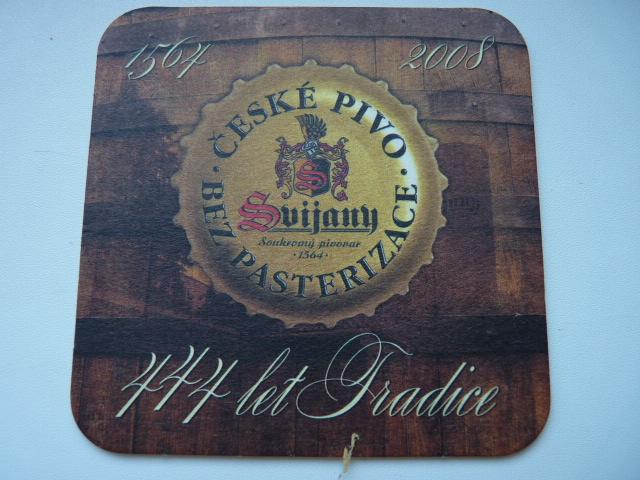 1564 2008
· ČESKÉ PIVO ·
BEZ PASTERIZACE
S
Svijany
Soukromý pivovar
· 1564 ·
444 let Tradice